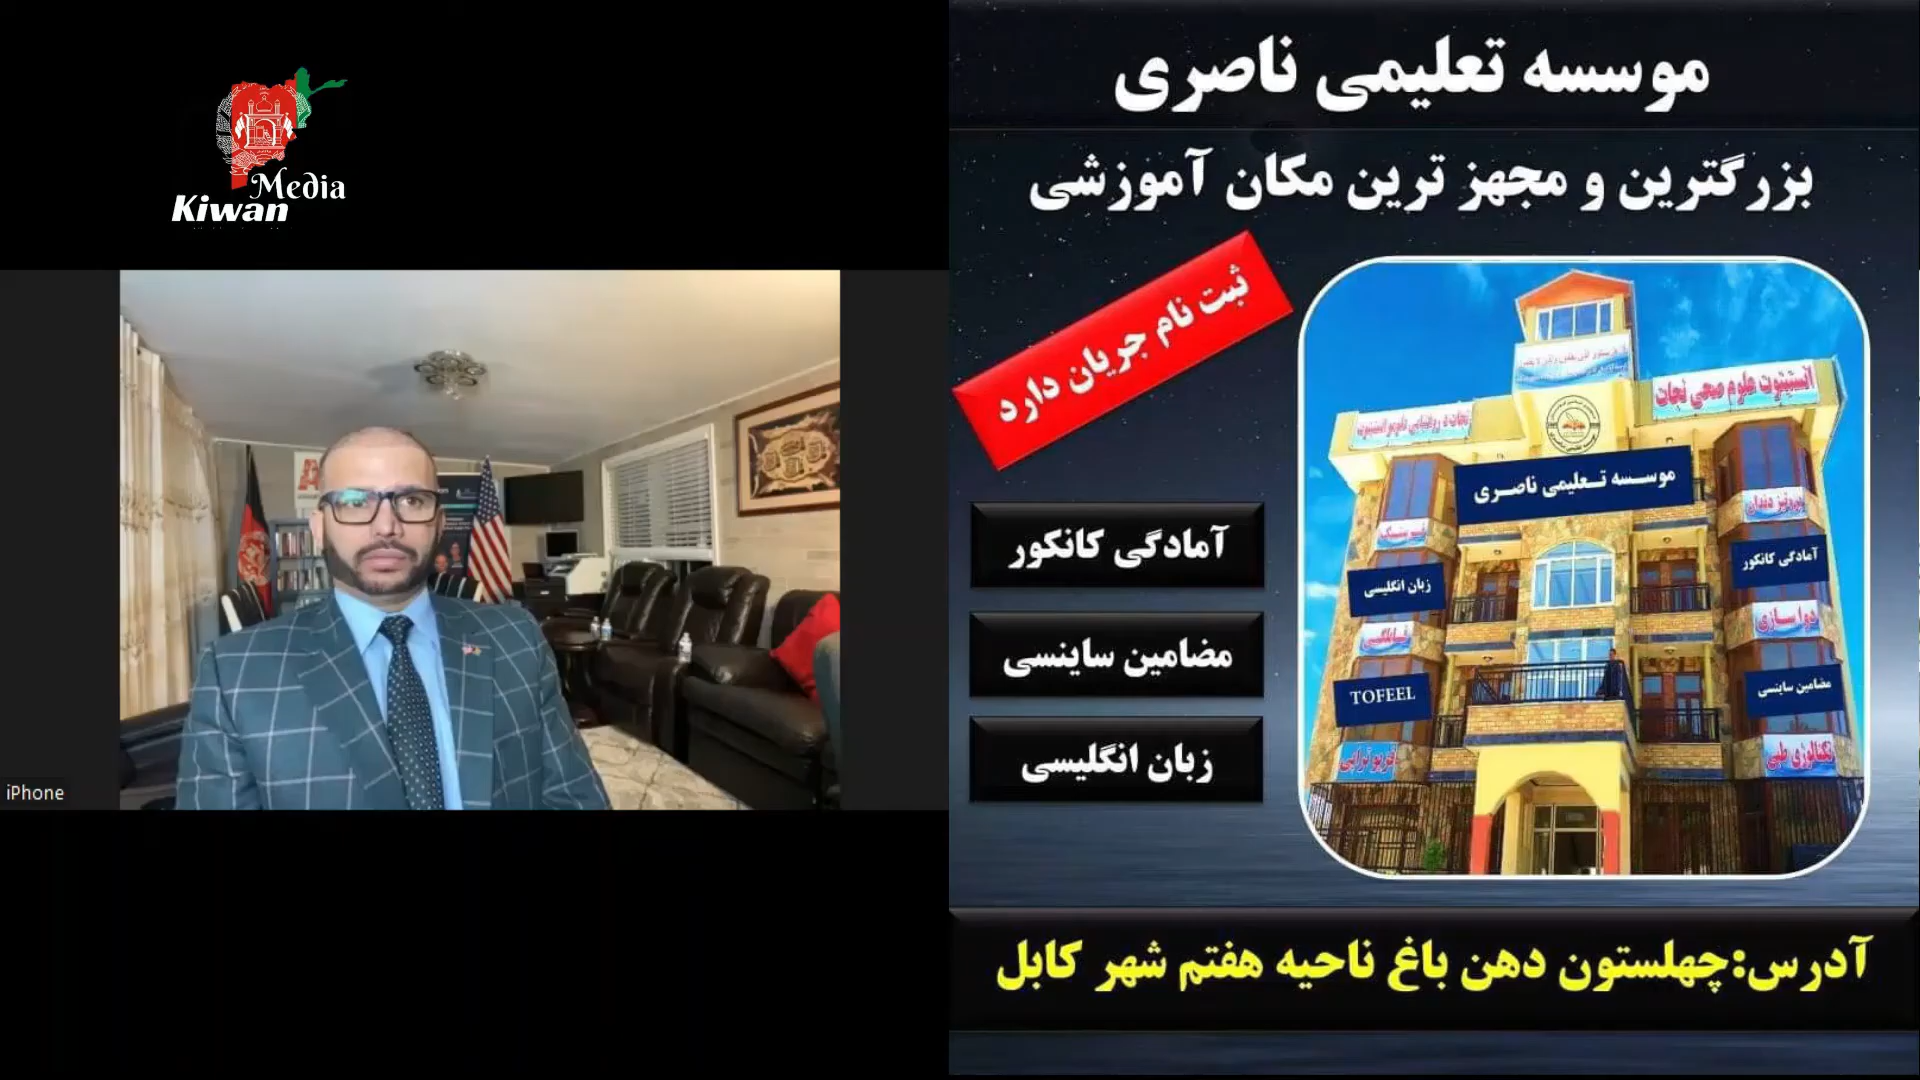 Media
Kiwan
iPhone
موسسه تعلیمی ناصری
بزرگترین و مجهز ترین مکان آموزشی
ثبت نام جریان دارد
آمادگی کانکور
مضامین ساینسی
زبان انگلیسی
انستیتوت علوم صحی نجات
موسسه تعلیمی ناصری
آمادگی کانکور
زبان انگلیسی
دوا سازی
TOFEEL
مضامین ساینسی
تکنالوژی طبی
آدرس:چهلستون دهن باغ ناحیه هفتم شهر کابل